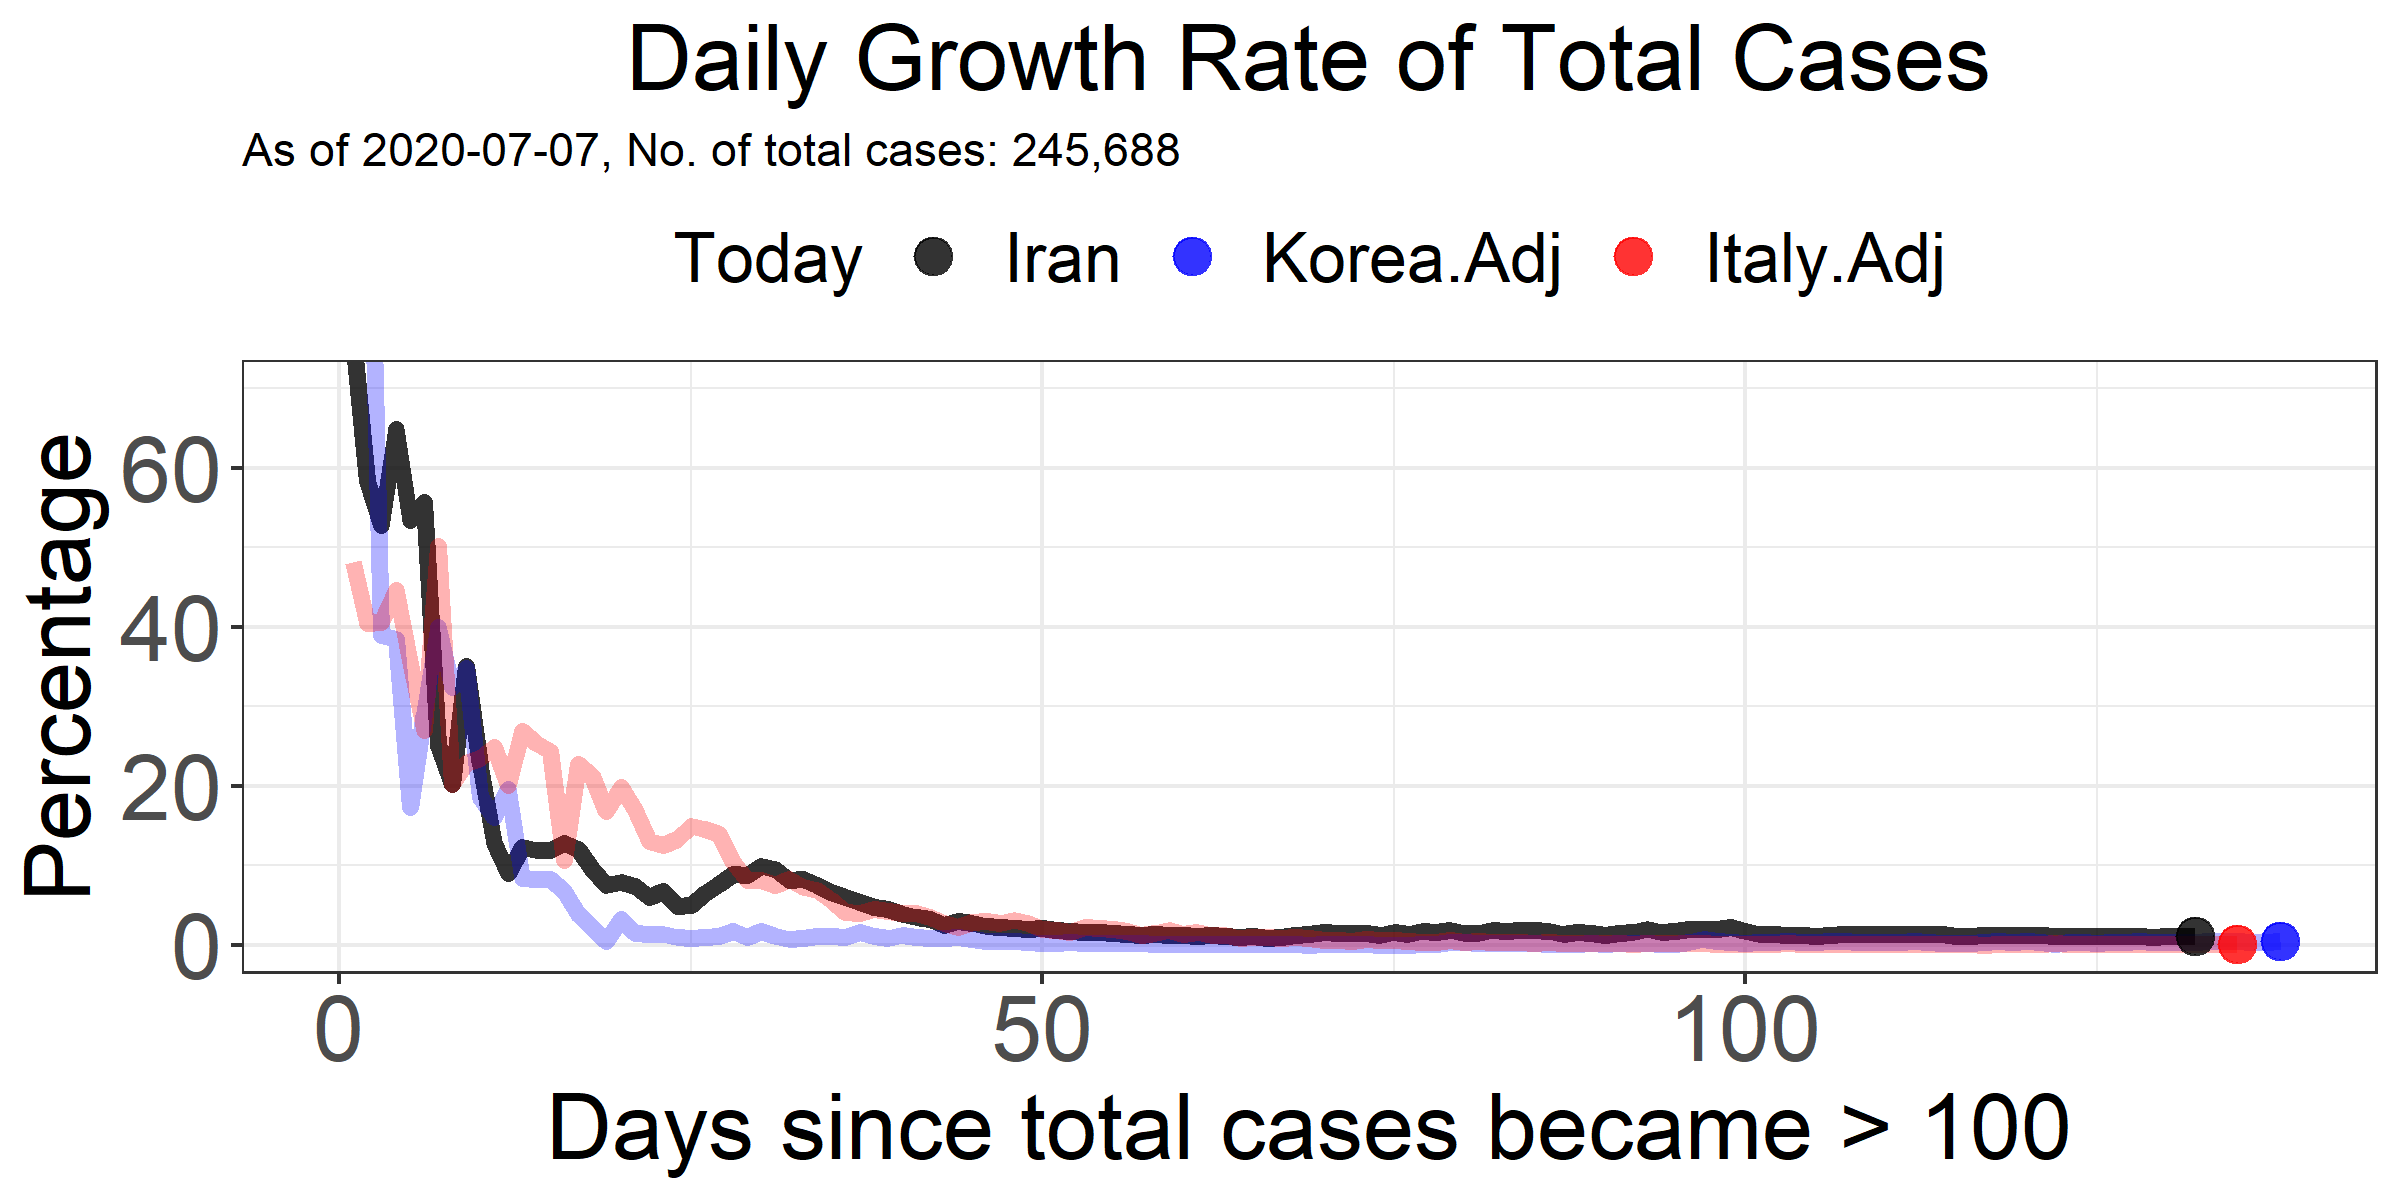 Daily Growth Rate of Total Cases
As of 2020-07-07, No. of total cases: 245,688
Today Iran Korea.Adj Italy.Adj
Percentage
60
40
20
0
0 50 100
Days since total cases became > 100